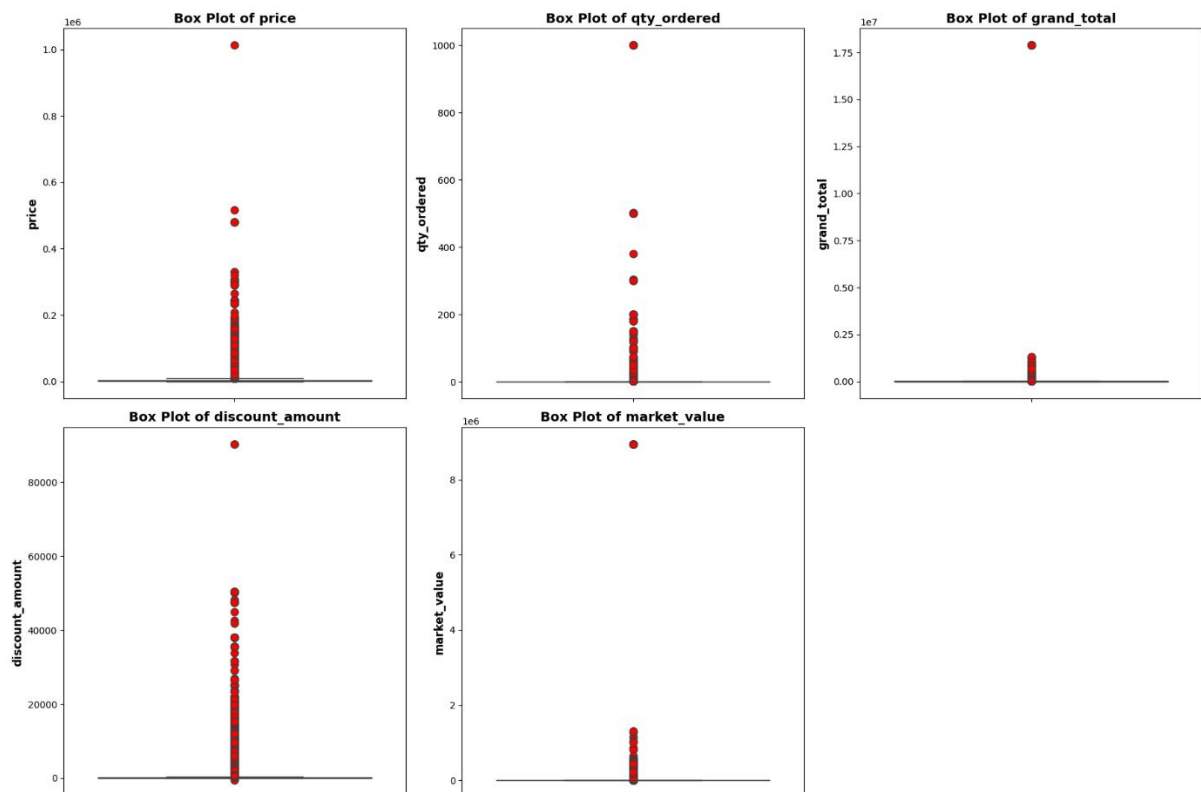 Box Plot of price
1e6
price
1.0
0.8
0.6
0.4
0.2
0.0
Box Plot of qty_ordered
qty_ordered
1000
800
600
400
200
0
Box Plot of grand_total
1e7
grand_total
1.75
1.50
1.25
1.00
0.75
0.50
0.25
0.00
Box Plot of discount_amount
discount_amount
80000
60000
40000
20000
0
Box Plot of market_value
1e6
market_value
8
6
4
2
0